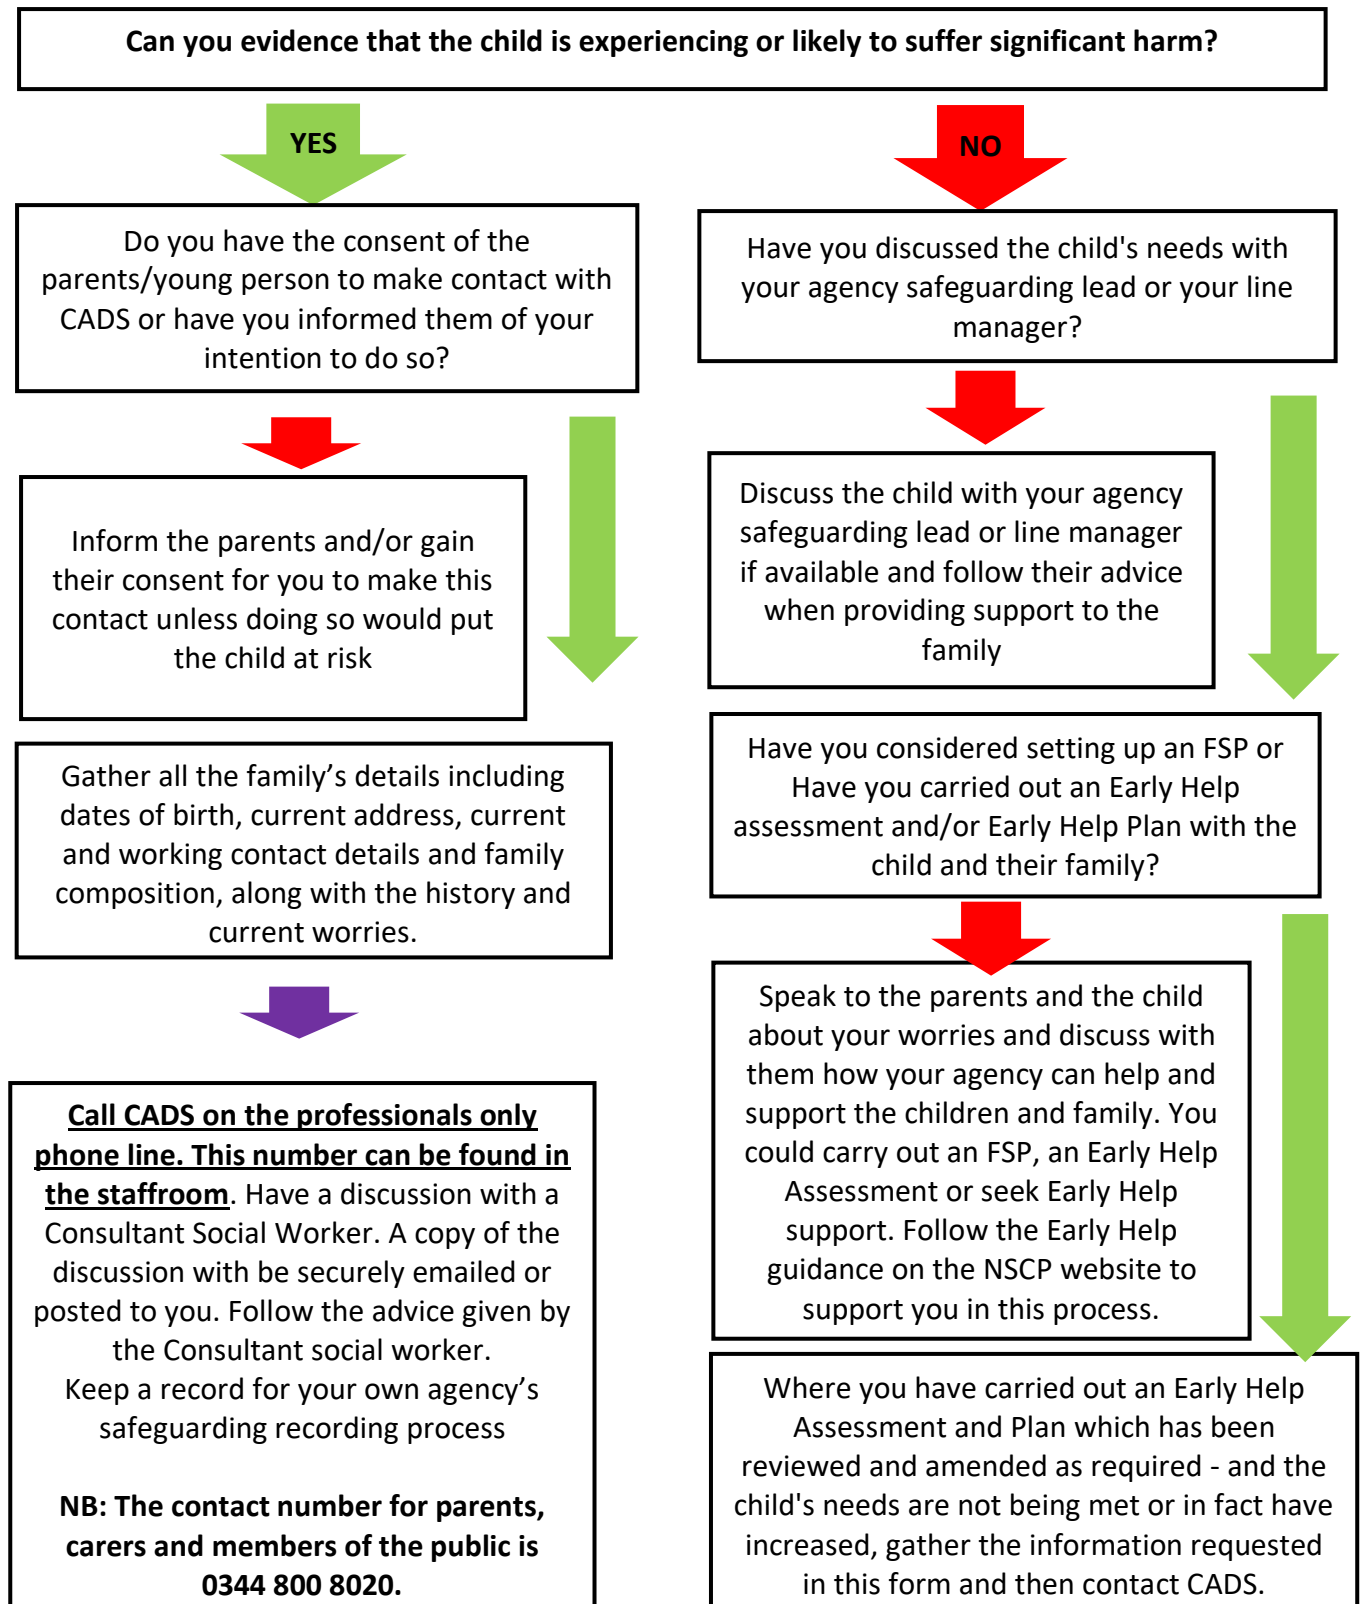 Can you evidence that the child is experiencing or likely to suffer significant harm?
YES
NO
Do you have the consent of the
parents/young person to make contact with
CADS or have you informed them of your
intention to do so?
Have you discussed the child's needs with
your agency safeguarding lead or your line
manager?
Inform the parents and/or gain
their consent for you to make this
contact unless doing so would put
the child at risk
Discuss the child with your agency
safeguarding lead or line manager
if available and follow their advice
when providing support to the
family
Gather all the family’s details including
dates of birth, current address, current
and working contact details and family
composition, along with the history and
current worries.
Have you considered setting up an FSP or
Have you carried out an Early Help
assessment and/or Early Help Plan with the
child and their family?
Call CADS on the professionals only
phone line. This number can be found in
the staffroom. Have a discussion with a
Consultant Social Worker. A copy of the
discussion with be securely emailed or
posted to you. Follow the advice given by
the Consultant social worker.
Keep a record for your own agency’s
safeguarding recording process
NB: The contact number for parents,
carers and members of the public is
0344 800 8020.
Speak to the parents and the child
about your worries and discuss with
them how your agency can help and
support the children and family. You
could carry out an FSP, an Early Help
Assessment or seek Early Help
support. Follow the Early Help
guidance on the NSCP website to
support you in this process.
Where you have carried out an Early Help
Assessment and Plan which has been
reviewed and amended as required - and the
child's needs are not being met or in fact have
increased, gather the information requested
in this form and then contact CADS.